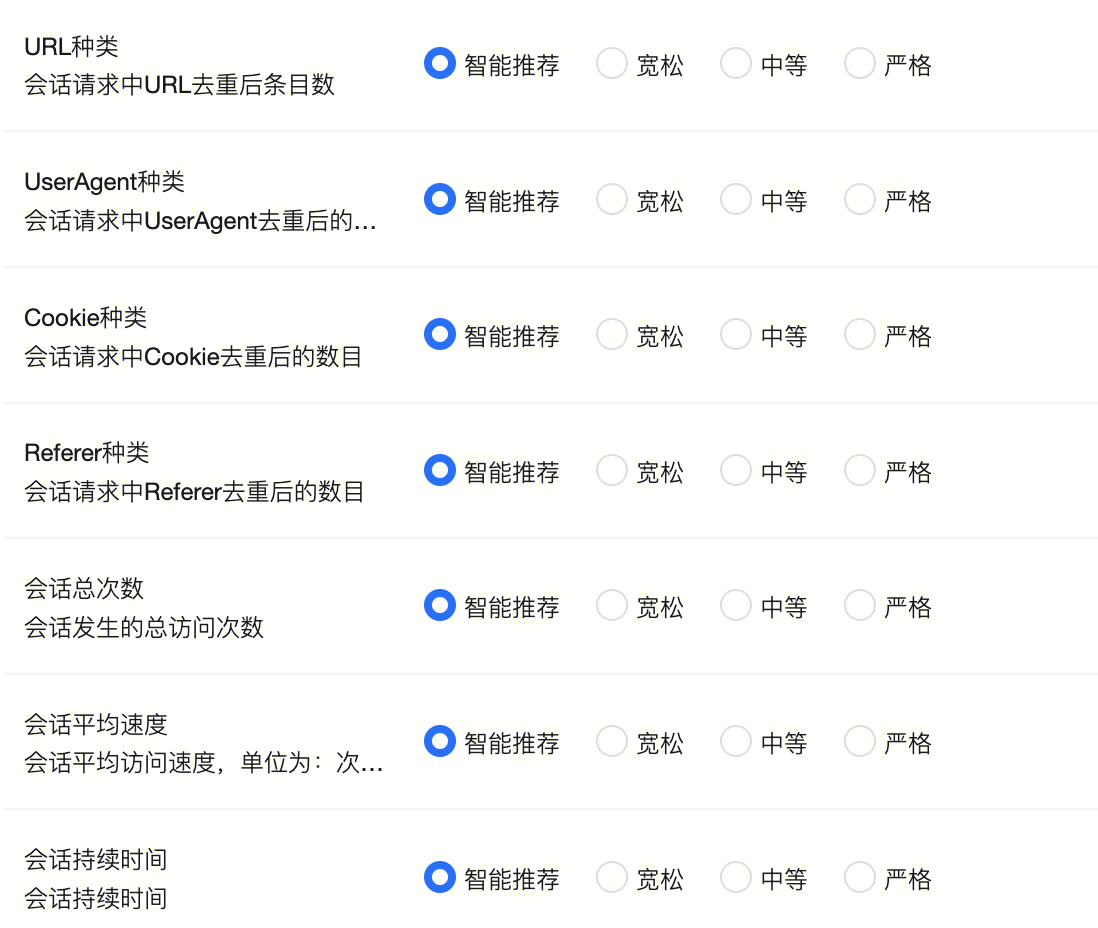 URL种类
会话请求中URL去重后条目数
智能推荐 宽松 中等 严格
UserAgent种类
会话请求中UserAgent去重后的...
智能推荐 宽松 中等 严格
Cookie种类
会话请求中Cookie去重后的数目
智能推荐 宽松 中等 严格
Referer种类
会话请求中Referer去重后的数目
智能推荐 宽松 中等 严格
会话总次数
会话发生的总访问次数
智能推荐 宽松 中等 严格
会话平均速度
会话平均访问速度，单位为：次...
智能推荐 宽松 中等 严格
会话持续时间
会话持续时间
智能推荐 宽松 中等 严格